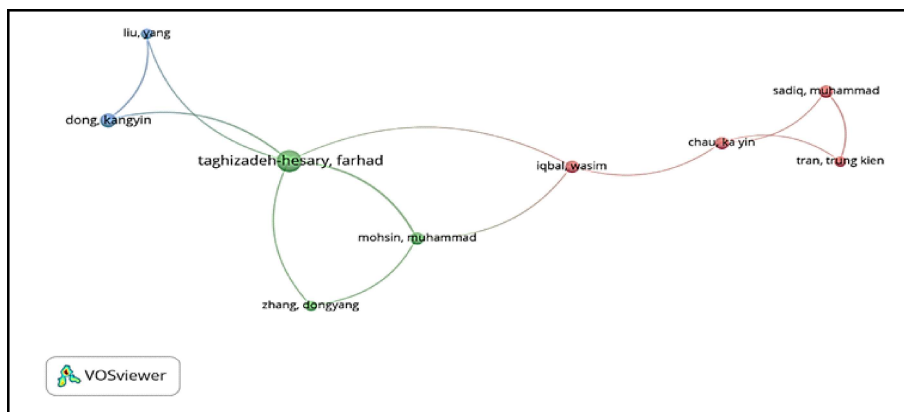 liu, yang
dong, kangyin
taghizadeh-hesary, farhad
mohsin, muhammad
zhang, dongyang
iqbal, wasim
chau, ka yin
sadiq, muhammad
tran, trung kien
VOSviewer